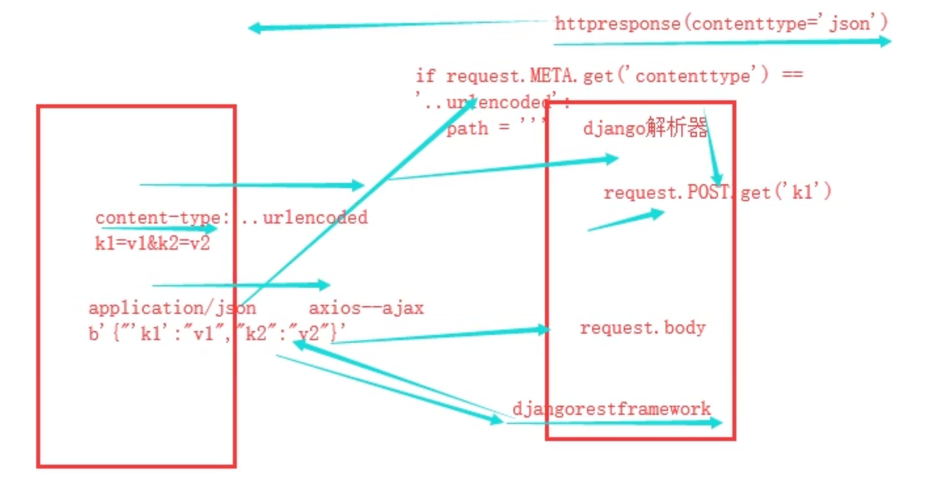 httpresponse(contenttype='json')
if request.META.get('contenttype') ==
'..urlencoded':
path = '''
django解析器
request.POST.get('k1')
content-type: ..urlencoded
k1=v1&k2=v2
application/json axios--ajax
b'{"'k1':"v1","k2":"v2"}'
request.body
djangorestframework